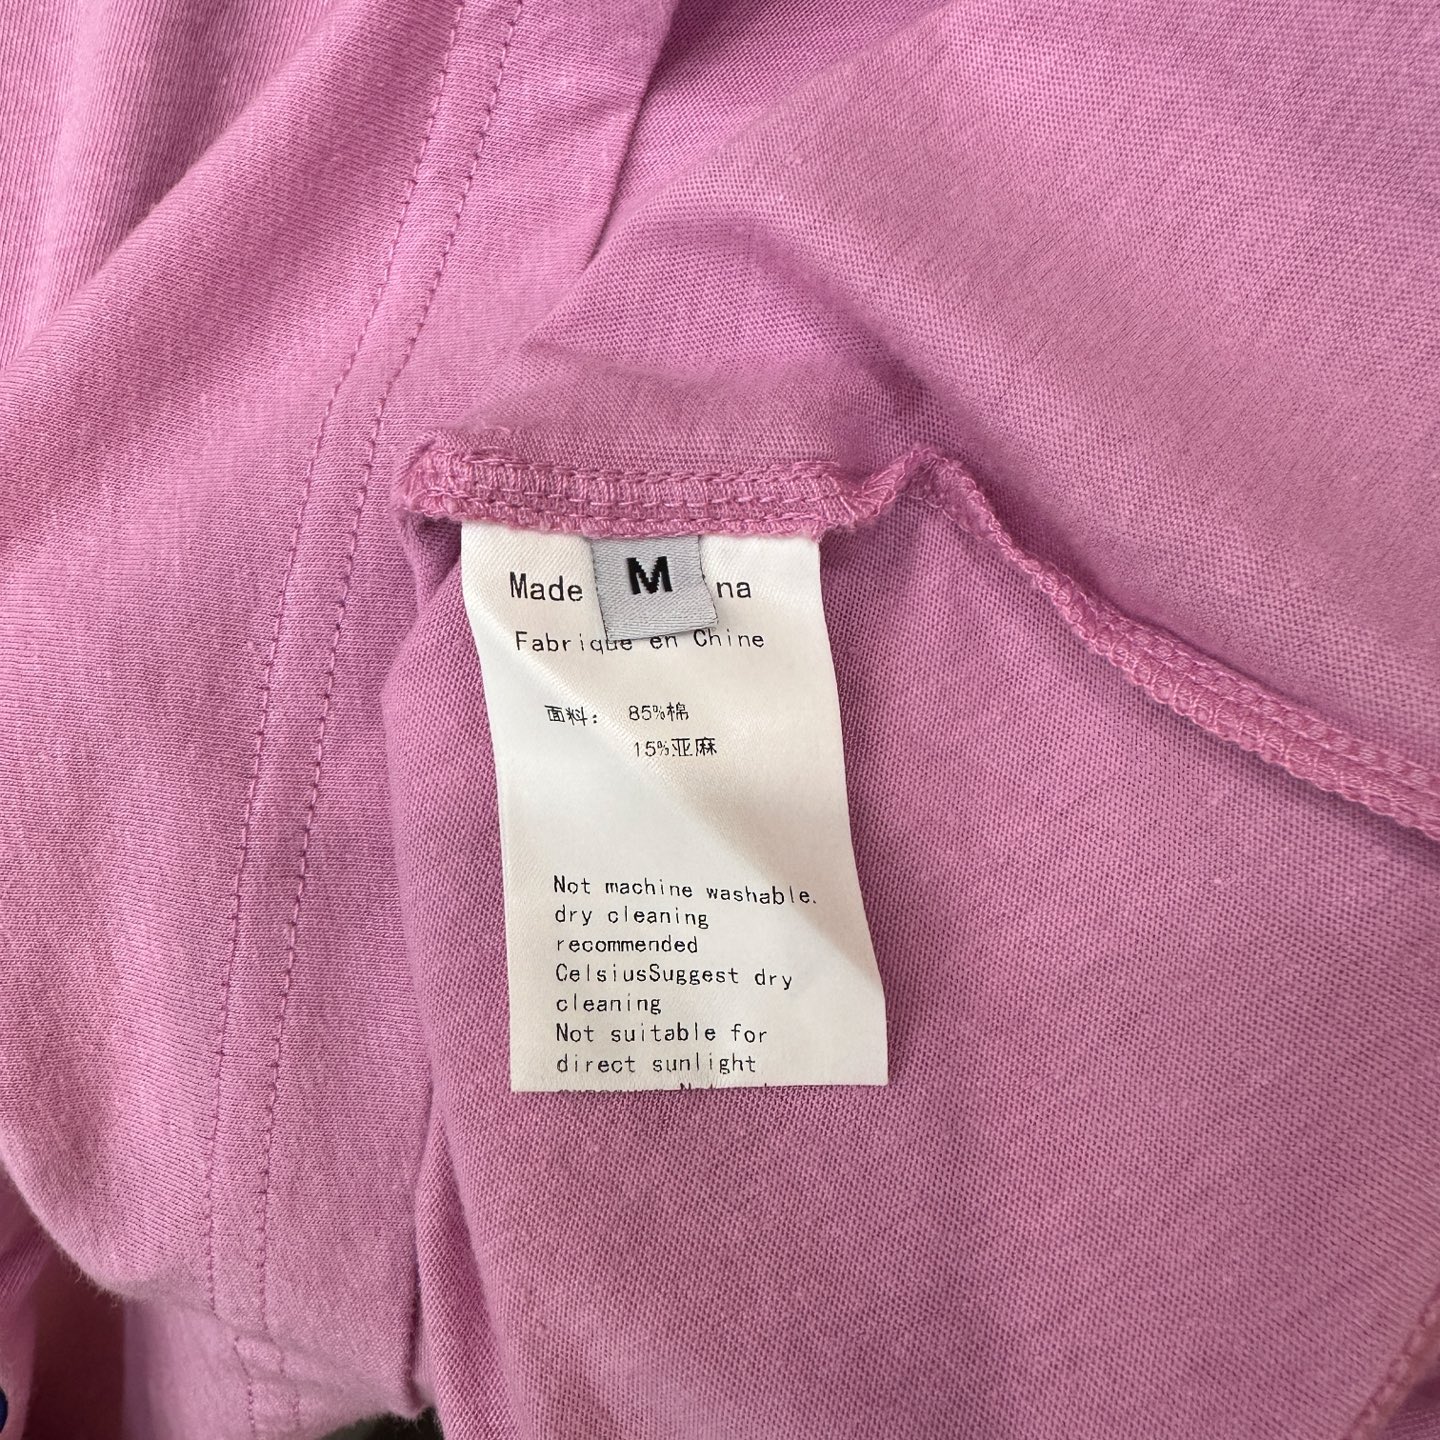 M
Made na
Fabrique en Chine
面料: 85%棉
15%亚麻
Not machine washable.
dry cleaning
recommended
CelsiusSuggest dry
cleaning
Not suitable for
direct sunlight